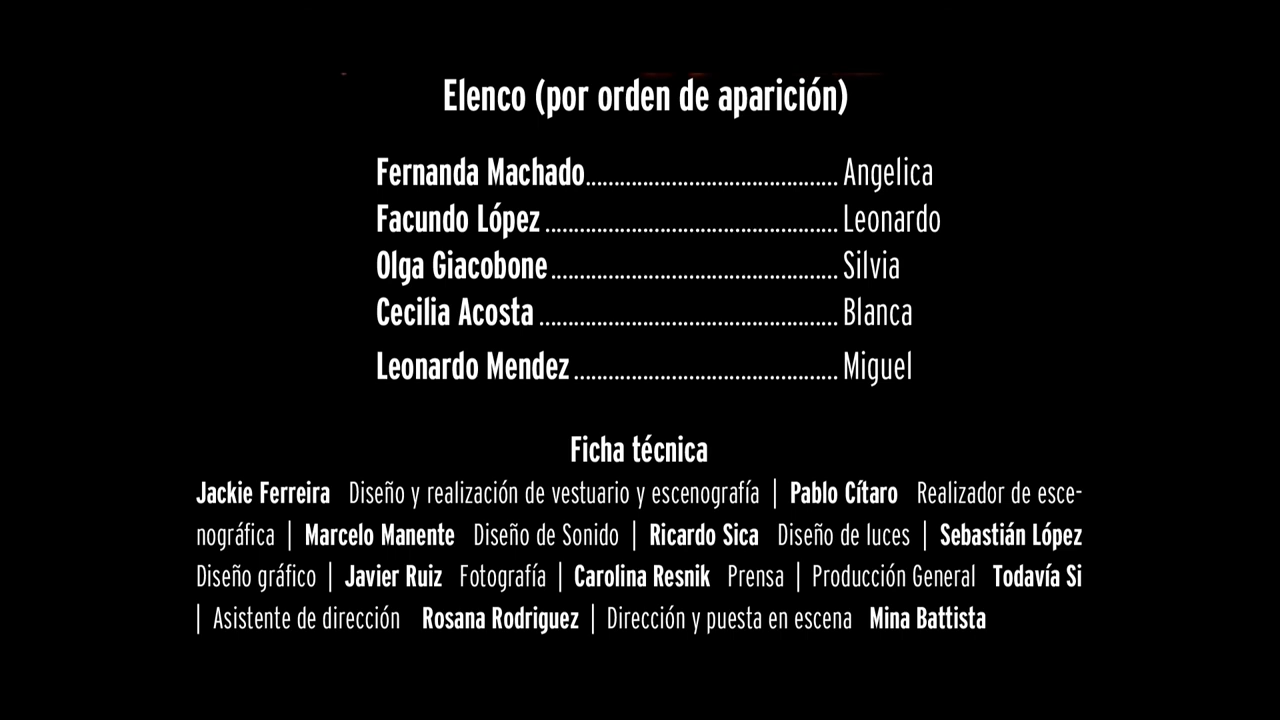 Elenco (por orden de aparición)
Fernanda Machado.......................................... Angelica
Facundo López ................................................. Leonardo
Olga Giacobone................................................ Silvia
Cecilia Acosta .................................................. Blanca
Leonardo Mendez ............................................ Miguel
Ficha técnica
Jackie Ferreira Diseño y realización de vestuario y escenografía | Pablo Cítaro Realizador de esce-
nográfica | Marcelo Manente Diseño de Sonido | Ricardo Sica Diseño de luces | Sebastián López
Diseño gráfico | Javier Ruiz Fotografía | Carolina Resnik Prensa | Producción General Todavía Si
| Asistente de dirección Rosana Rodriguez | Dirección y puesta en escena Mina Battista